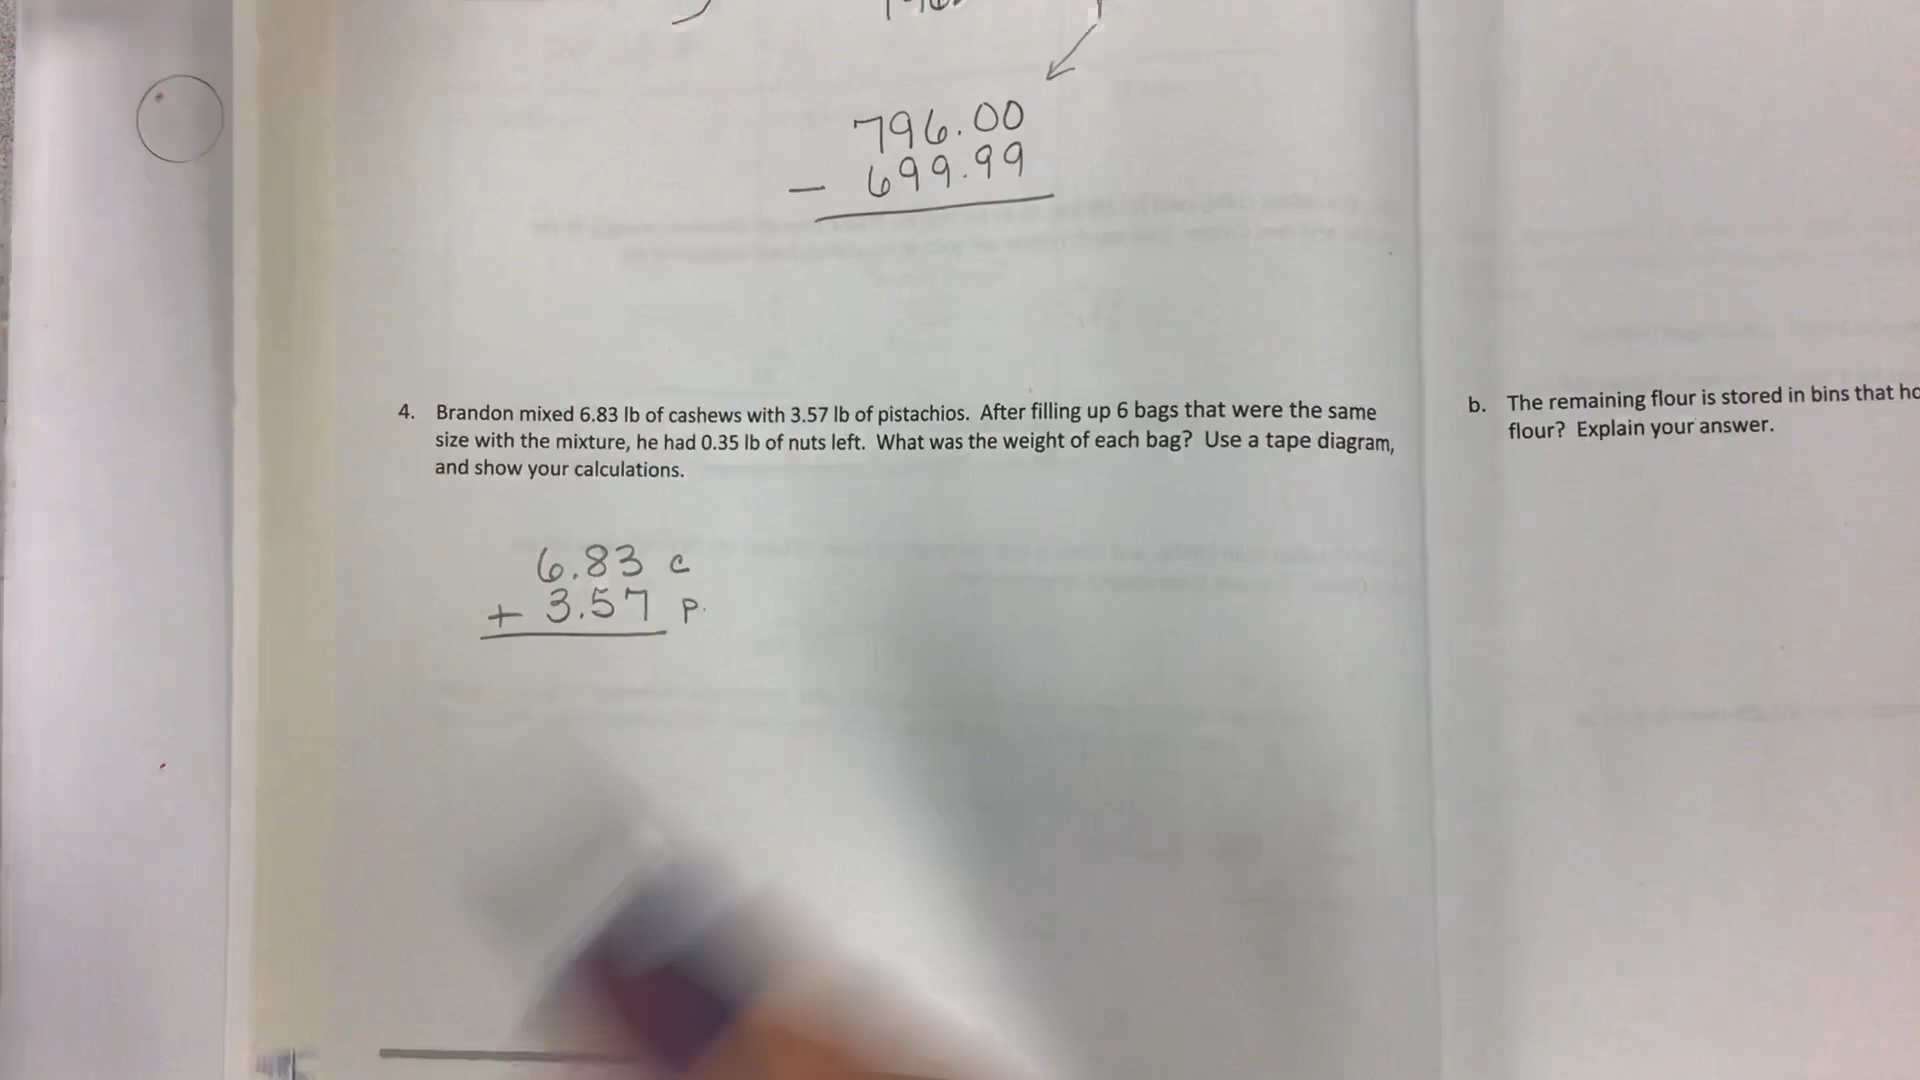 796.00
- 699.99
4. Brandon mixed 6.83 lb of cashews with 3.57 lb of pistachios. After filling up 6 bags that were the same
size with the mixture, he had 0.35 lb of nuts left. What was the weight of each bag? Use a tape diagram,
and show your calculations.
6.83 c
+ 3.57 p.
b. The remaining flour is stored in bins that
flour? Explain your answer.